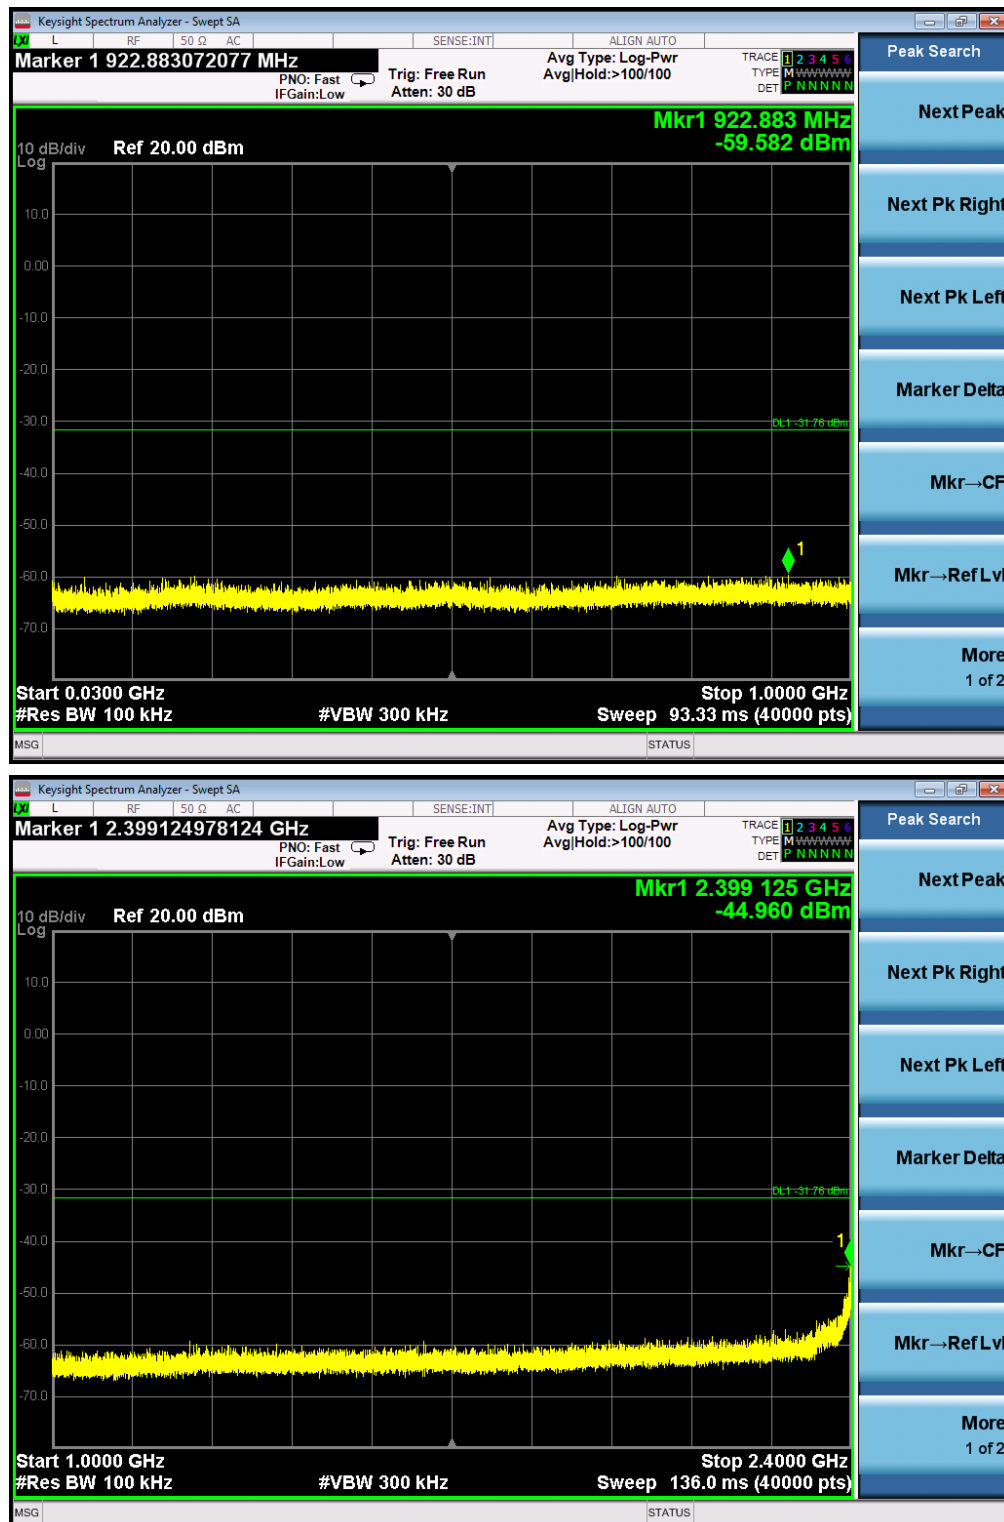 Keysight Spectrum Analyzer - Swept SA
LXI L RF 50 Ω AC SENSE:INT ALIGN AUTO
Marker 1 922.883072077 MHz
PNO: Fast
IFGain:Low
Trig: Free Run
Atten: 30 dB
Avg Type: Log-Pwr
Avg|Hold:>100/100
TRACE 1 2 3 4 5 6
TYPE M WWWWW
DET P N N N N N
Mkr1 922.883 MHz
-59.582 dBm
10 dB/div Ref 20.00 dBm
Log
10.0
0.00
-10.0
-20.0
-30.0
DL1 -31.76 dBm
-40.0
-50.0
1
-60.0
-70.0
Start 0.0300 GHz Stop 1.0000 GHz
#Res BW 100 kHz #VBW 300 kHz Sweep 93.33 ms (40000 pts)
MSG STATUS
Peak Search
Next Peak
Next Pk Right
Next Pk Left
Marker Delta
Mkr→CF
Mkr→Ref Lvl
More
1 of 2
Keysight Spectrum Analyzer - Swept SA
LXI L RF 50 Ω AC SENSE:INT ALIGN AUTO
Marker 1 2.399124978124 GHz
PNO: Fast
IFGain:Low
Trig: Free Run
Atten: 30 dB
Avg Type: Log-Pwr
Avg|Hold:>100/100
TRACE 1 2 3 4 5 6
TYPE M WWWWW
DET P N N N N N
Mkr1 2.399 125 GHz
-44.960 dBm
10 dB/div Ref 20.00 dBm
Log
10.0
0.00
-10.0
-20.0
-30.0
DL1 -31.76 dBm
-40.0
1
-50.0
-60.0
-70.0
Start 1.0000 GHz Stop 2.4000 GHz
#Res BW 100 kHz #VBW 300 kHz Sweep 136.0 ms (40000 pts)
MSG STATUS
Peak Search
Next Peak
Next Pk Right
Next Pk Left
Marker Delta
Mkr→CF
Mkr→Ref Lvl
More
1 of 2